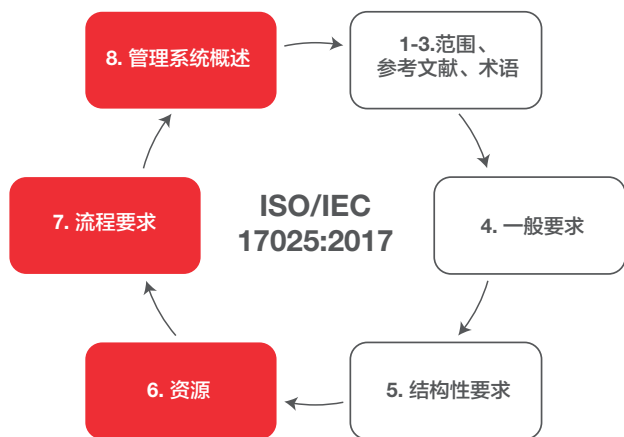 8. 管理系统概述
1-3.范围、
参考文献、术语
7. 流程要求
ISO/IEC
17025:2017
4. 一般要求
6. 资源
5. 结构性要求